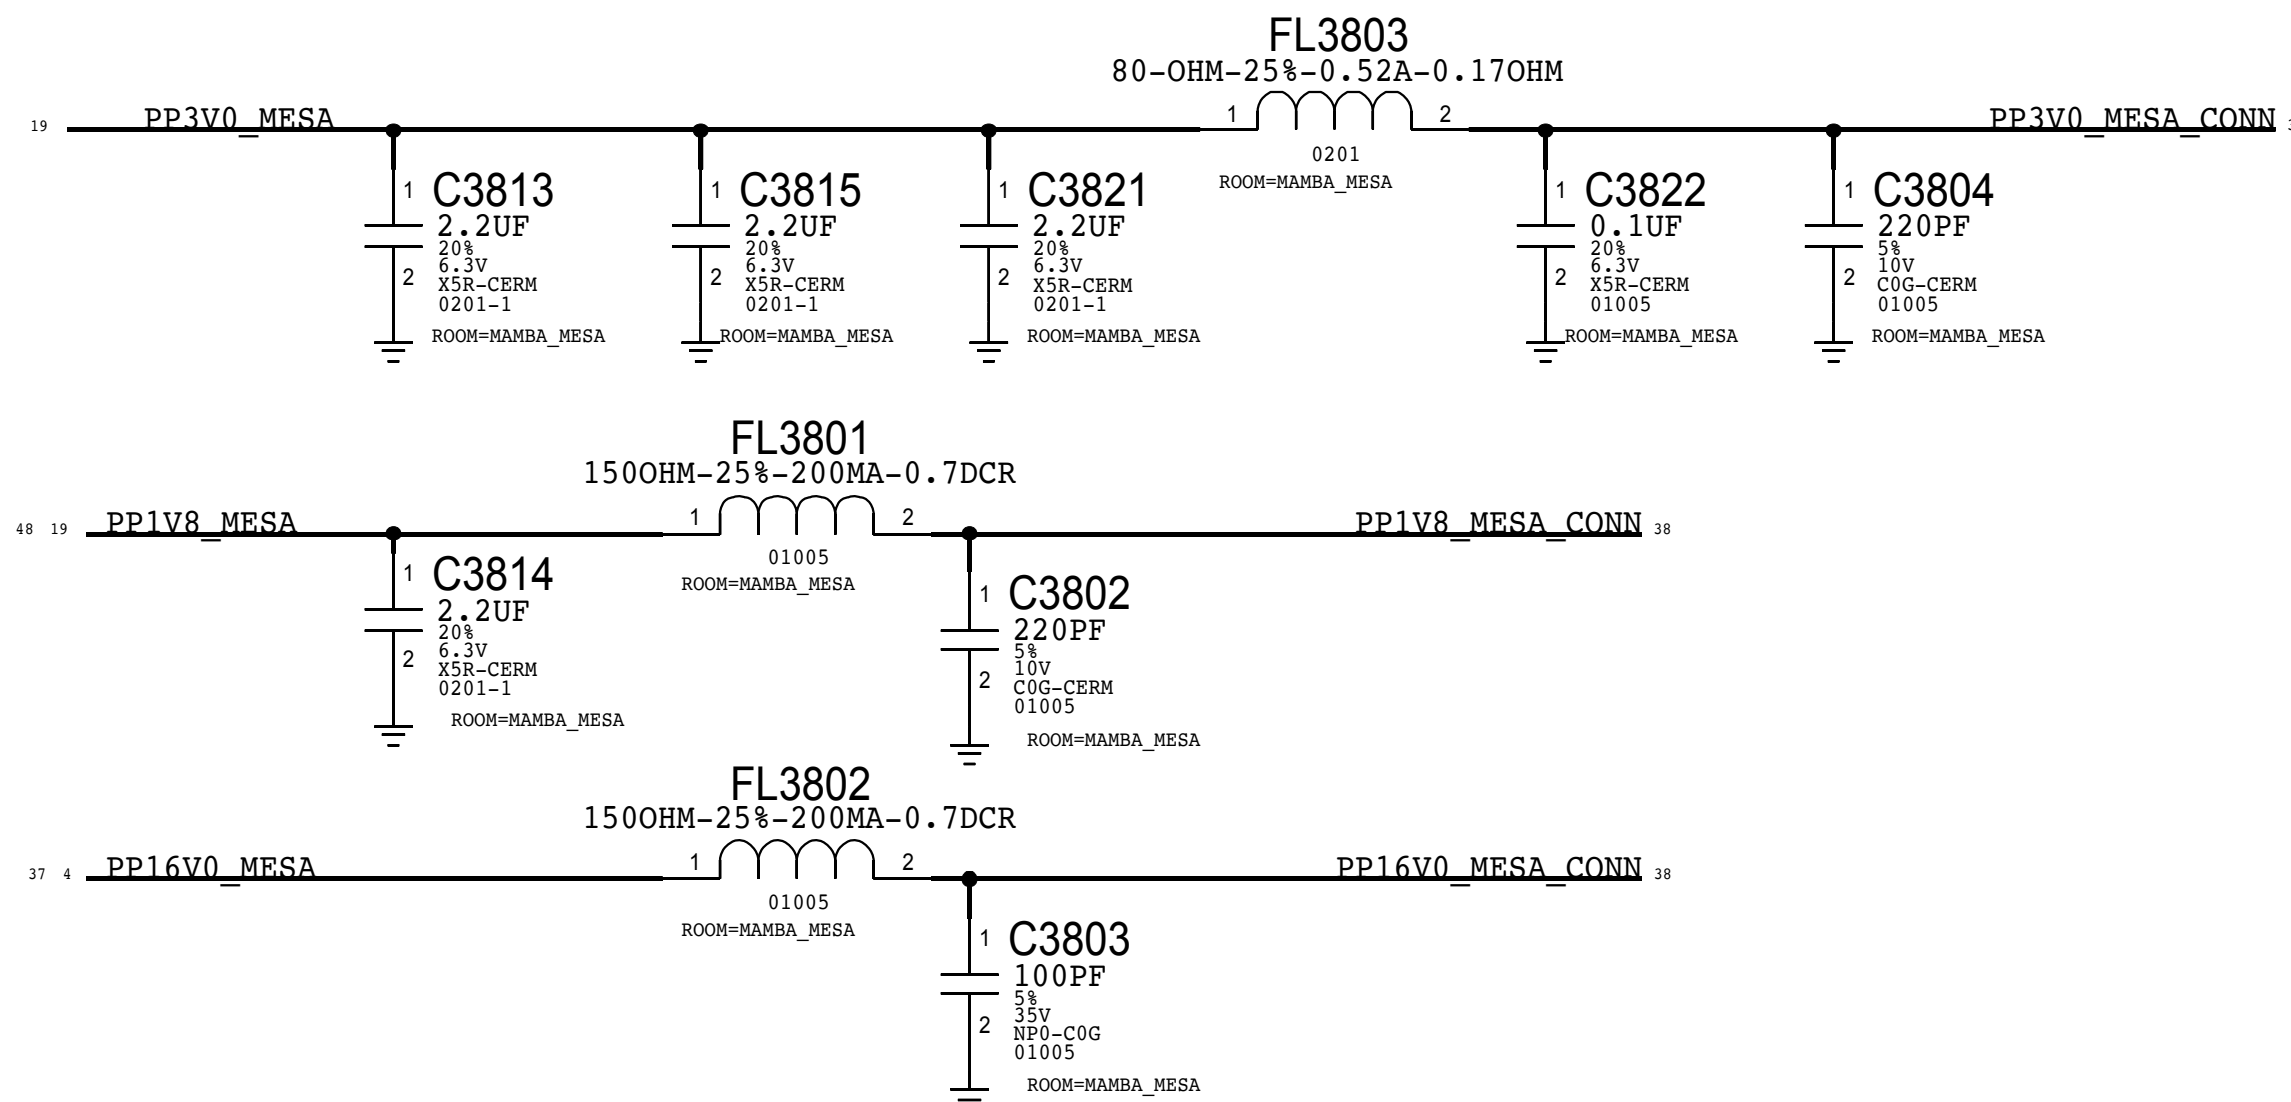 FL3803
80-OHM-25%-0.52A-0.17OHM
19 PP3V0_MESA 1 2 PP3V0_MESA_CONN
0201
ROOM=MAMBA_MESA
1 C3813 1 C3815 1 C3821 1 C3822 1 C3804
2.2UF 2.2UF 2.2UF 0.1UF 220PF
20% 20% 20% 20% 5%
6.3V 6.3V 6.3V 6.3V 10V
2 X5R-CERM 2 X5R-CERM 2 X5R-CERM 2 X5R-CERM 2 C0G-CERM
0201-1 0201-1 0201-1 01005 01005
ROOM=MAMBA_MESA ROOM=MAMBA_MESA ROOM=MAMBA_MESA ROOM=MAMBA_MESA ROOM=MAMBA_MESA
FL3801
150OHM-25%-200MA-0.7DCR
48 19 PP1V8_MESA 1 2 PP1V8_MESA_CONN 38
01005
ROOM=MAMBA_MESA
1 C3814
2.2UF
20%
6.3V
2 X5R-CERM
0201-1
ROOM=MAMBA_MESA
1 C3802
220PF
5%
10V
2 C0G-CERM
01005
ROOM=MAMBA_MESA
FL3802
150OHM-25%-200MA-0.7DCR
37 4 PP16V0_MESA 1 2 PP16V0_MESA_CONN 38
01005
ROOM=MAMBA_MESA
1 C3803
100PF
5%
35V
2 NP0-C0G
01005
ROOM=MAMBA_MESA